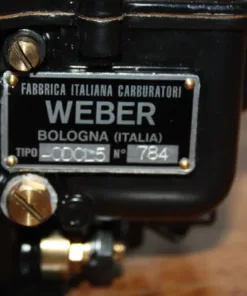 FABBRICA ITALIANA CARBURATORI
WEBER
BOLOGNA (ITALIA)
TIPO N° 784